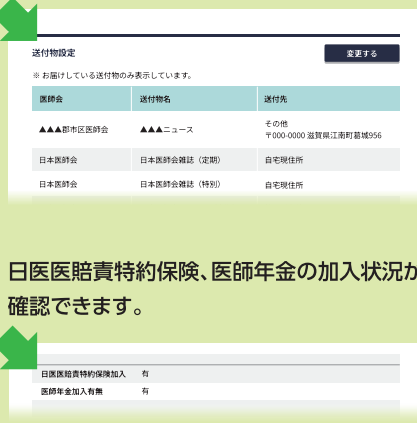 送付物設定
変更する
※ お届けしている送付物のみ表示しています。
医師会 送付物名 送付先
▲▲▲郡市区医師会 ▲▲▲ニュース その他
〒000-0000 滋賀県江南町葛城956
日本医師会 日本医師会雑誌（定期） 自宅現住所
日本医師会 日本医師会雑誌（特別） 自宅現住所
日医医賠責特約保険、医師年金の加入状況が
確認できます。
日医医賠責特約保険加入 有
医師年金加入有無 有